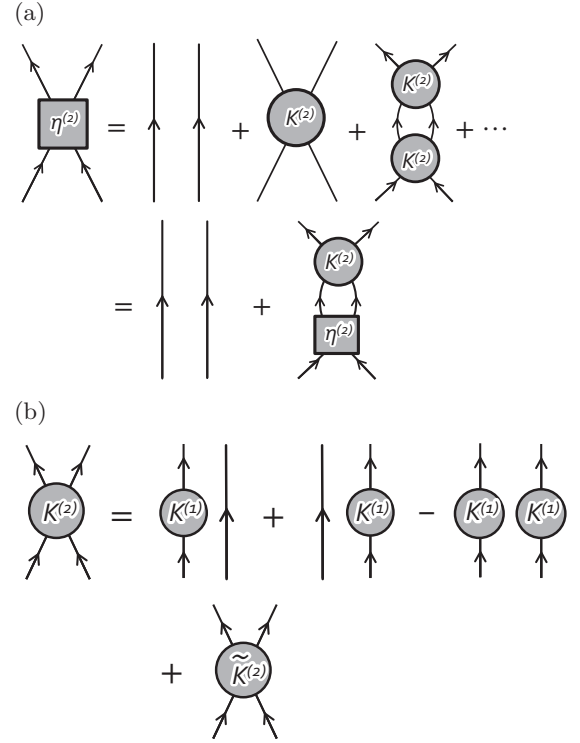 (a)
η(2) = + K(2) + K(2) K(2) + ⋯
= + K(2) η(2)
(b)
K(2) = K(1) + K(1) − K(1) K(1)
+ K̃(2)